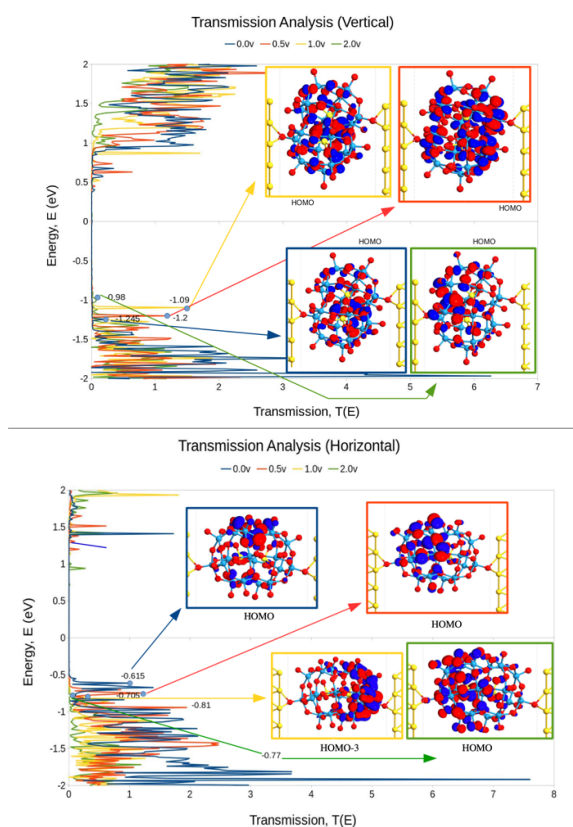 Transmission Analysis (Vertical)
0.0v 0.5v 1.0v 2.0v
2
1.5
1
0.5
0
-0.5
-1
-1.5
-2
Energy, E (eV)
HOMO
HOMO
HOMO
HOMO
-0.98
-1.09
-1.2
-1.245
0 1 2 3 4 5 6 7
Transmission, T(E)
Transmission Analysis (Horizontal)
0.0v 0.5v 1.0v 2.0v
2
1.5
1
0.5
0
-0.5
-1
-1.5
-2
Energy, E (eV)
HOMO
HOMO
-0.615
-0.705
-0.81
-0.77
HOMO-3
HOMO
0 1 2 3 4 5 6 7 8
Transmission, T(E)